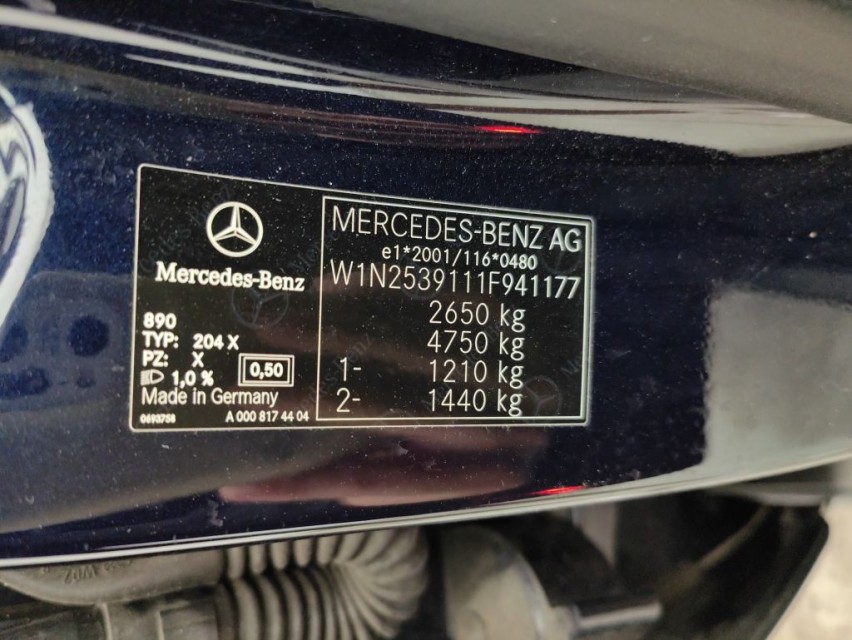 Mercedes-Benz
890
TYP: 204 X
PZ: X
1,0 %
0,50
Made in Germany
0693758
A 000 817 44 04
MERCEDES-BENZ AG
e1*2001/116*0480
W1N2539111F941177
2650 kg
4750 kg
1- 1210 kg
2- 1440 kg